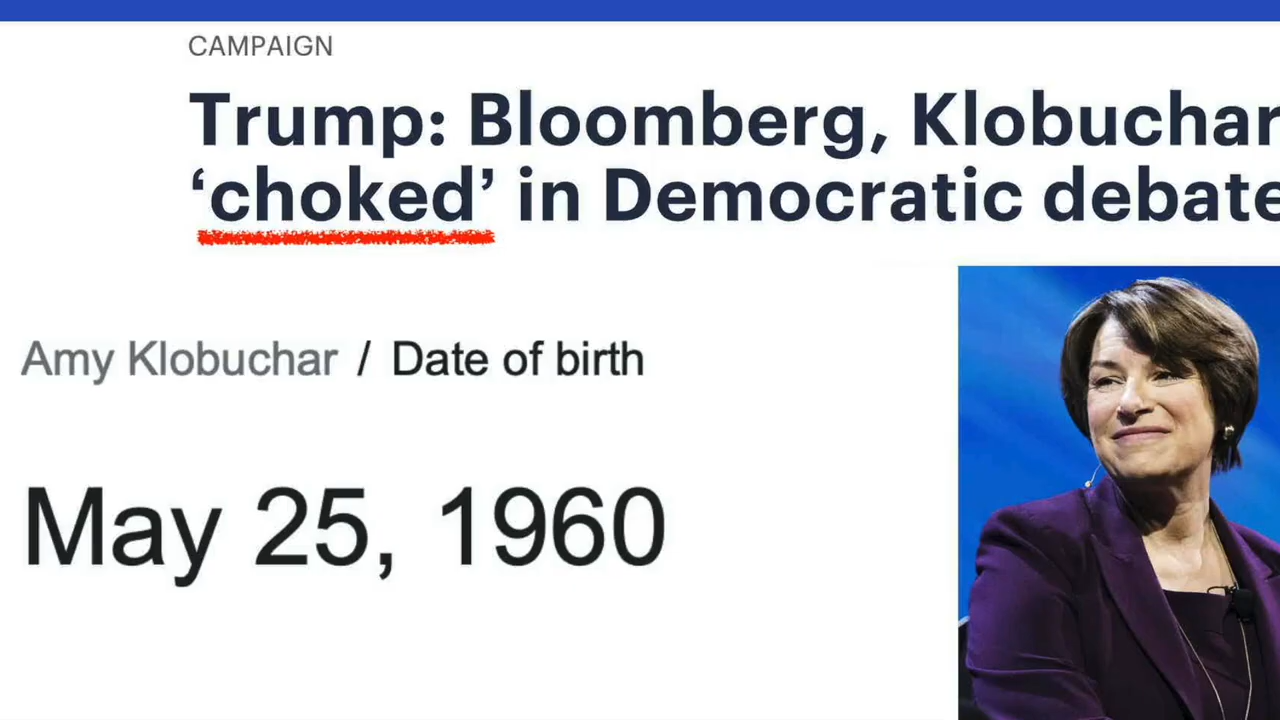 CAMPAIGN
Trump: Bloomberg, Klobuchar
‘choked’ in Democratic debate
Amy Klobuchar / Date of birth
May 25, 1960